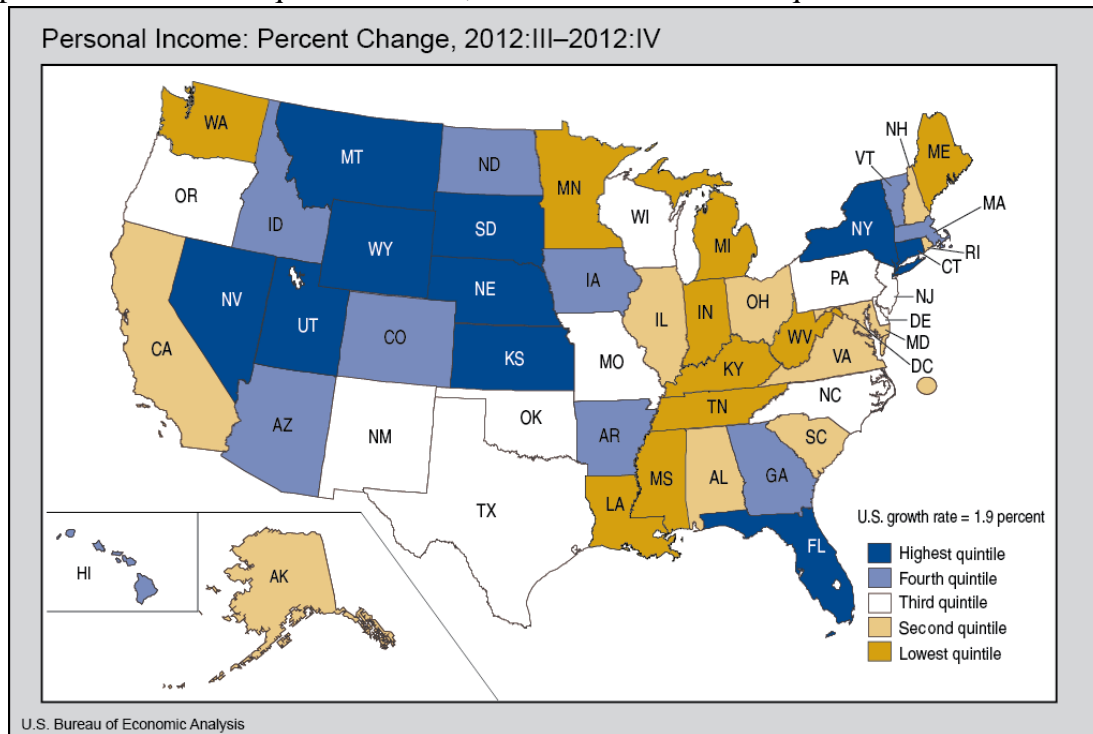 Personal Income: Percent Change, 2012:III–2012:IV
WA
MT
ND
MN
NH
VT
ME
OR
ID
WY
SD
WI
MI
NY
MA
RI
CT
NV
UT
NE
IA
PA
NJ
CA
CO
KS
MO
IL
IN
OH
WV
DE
MD
VA
DC
KY
AZ
NM
OK
AR
TN
NC
SC
TX
LA
MS
AL
GA
FL
HI
AK
U.S. growth rate = 1.9 percent
Highest quintile
Fourth quintile
Third quintile
Second quintile
Lowest quintile
U.S. Bureau of Economic Analysis